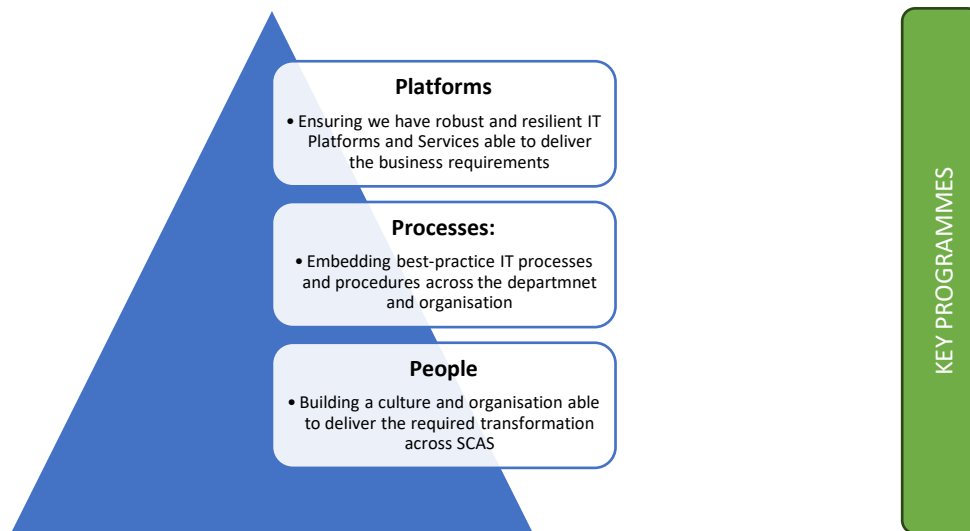 Platforms
• Ensuring we have robust and resilient IT
Platforms and Services able to deliver
the business requirements
Processes:
• Embedding best-practice IT processes
and procedures across the departmnet
and organisation
People
• Building a culture and organisation able
to deliver the required transformation
across SCAS
KEY PROGRAMMES